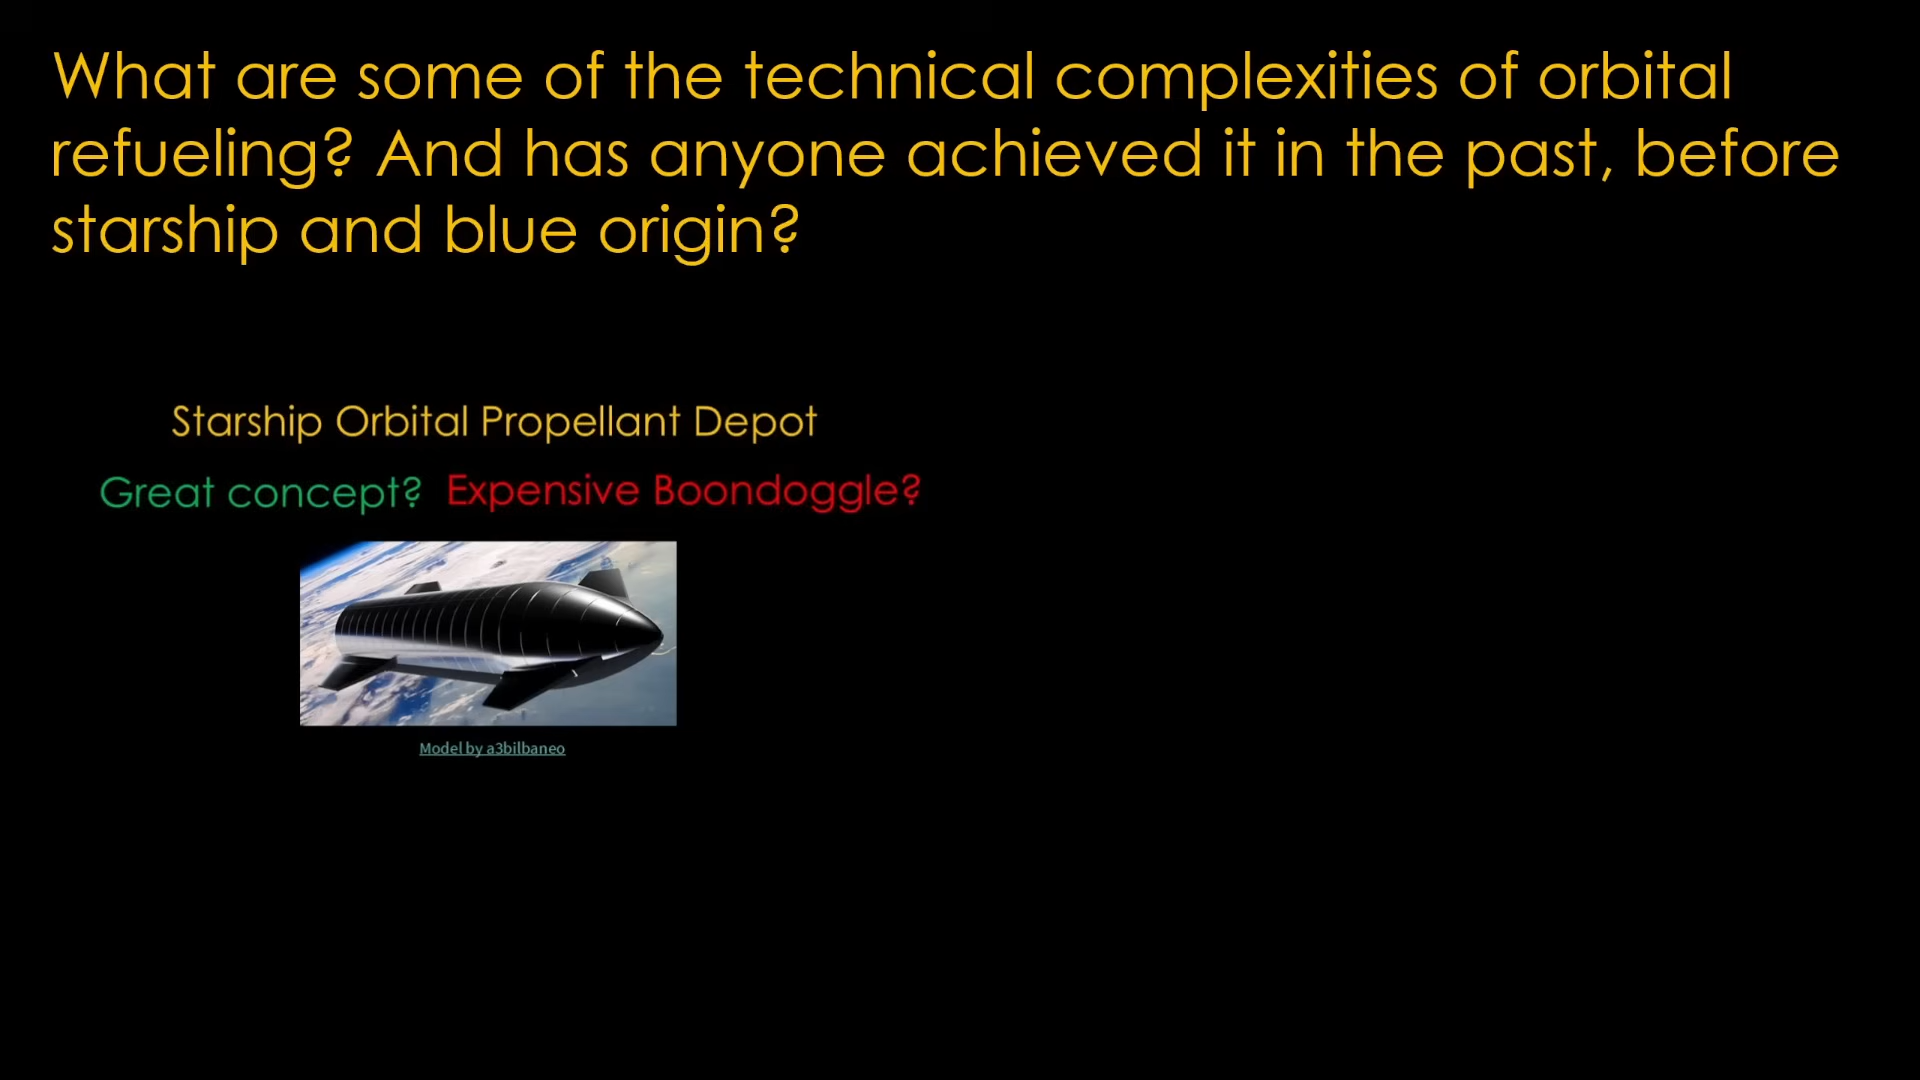 What are some of the technical complexities of orbital
refueling? And has anyone achieved it in the past, before
starship and blue origin?
Starship Orbital Propellant Depot
Great concept? Expensive Boondoggle?
Model by a3bilbaneo